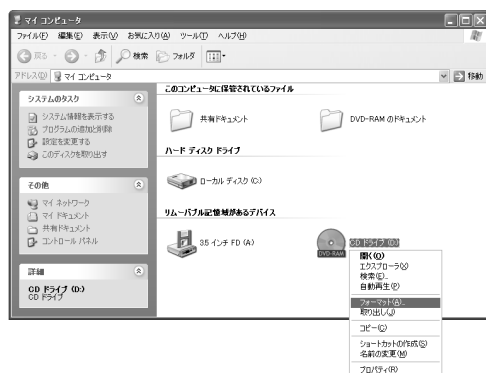 マイ コンピュータ
ファイル(F) 編集(E) 表示(V) お気に入り(A) ツール(T) ヘルプ(H)
戻る 検索 フォルダ
アドレス(D) マイ コンピュータ 移動
システムのタスク
システム情報を表示する
プログラムの追加と削除
設定を変更する
このディスクを取り出す
その他
マイ ネットワーク
マイ ドキュメント
共有ドキュメント
コントロール パネル
詳細
CD ドライブ (D:)
CD ドライブ
このコンピュータに保管されているファイル
共有ドキュメント
DVD-RAM のドキュメント
ハード ディスク ドライブ
ローカル ディスク (C:)
リムーバブル記憶域があるデバイス
3.5 インチ FD (A:)
DVD-RAM
CD ドライブ (D:)
開く(O)
エクスプローラ(X)
検索(E)...
自動再生(P)
フォーマット(A)...
取り出し(J)
コピー(C)
ショートカットの作成(S)
名前の変更(M)
プロパティ(R)